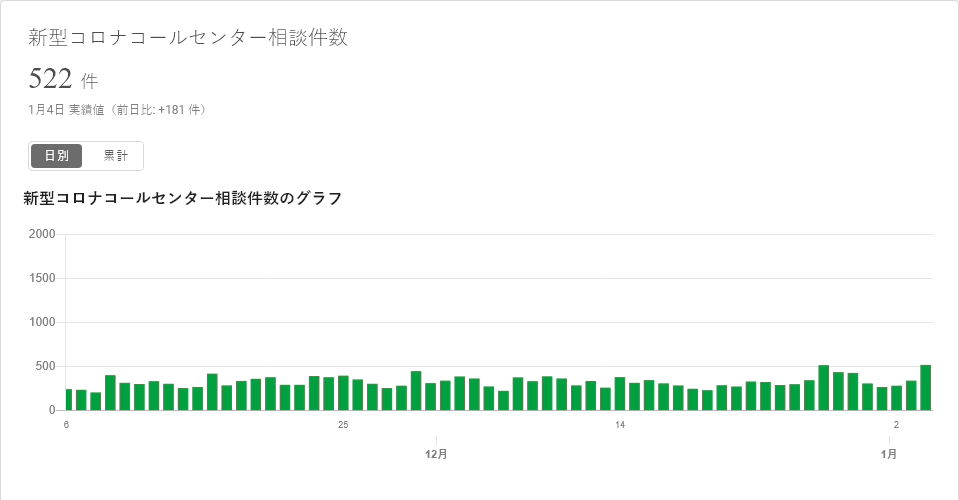 新型コロナコールセンター相談件数
522 件
1月4日 実績値（前日比: +181 件）
日別 累計
新型コロナコールセンター相談件数のグラフ
2000
1500
1000
500
0
6 25 14 2
12月 1月